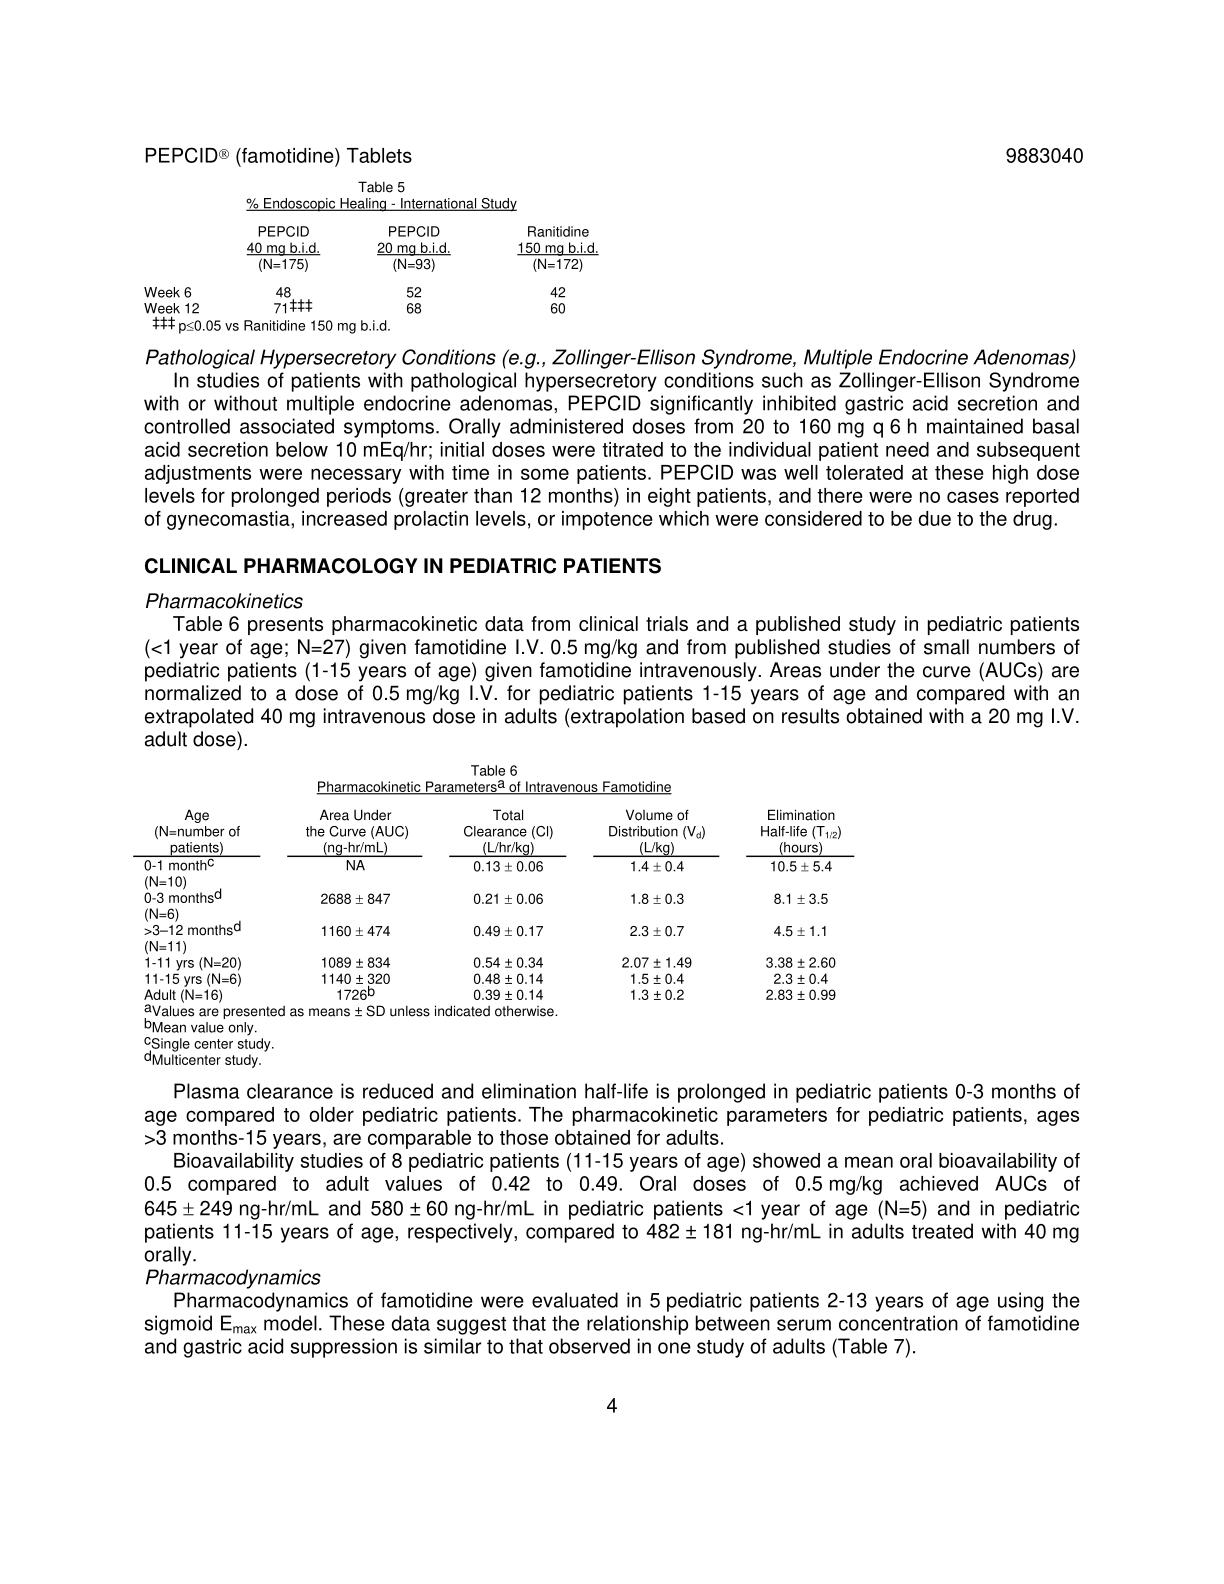 PEPCID® (famotidine) Tablets 9883040
Table 5
% Endoscopic Healing - International Study
PEPCID PEPCID Ranitidine
40 mg b.i.d. 20 mg b.i.d. 150 mg b.i.d.
(N=175) (N=93) (N=172)
Week 6 48 52 42
Week 12 71‡‡‡ 68 60
‡‡‡ p≤0.05 vs Ranitidine 150 mg b.i.d.
Pathological Hypersecretory Conditions (e.g., Zollinger-Ellison Syndrome, Multiple Endocrine Adenomas)
In studies of patients with pathological hypersecretory conditions such as Zollinger-Ellison Syndrome
with or without multiple endocrine adenomas, PEPCID significantly inhibited gastric acid secretion and
controlled associated symptoms. Orally administered doses from 20 to 160 mg q 6 h maintained basal
acid secretion below 10 mEq/hr; initial doses were titrated to the individual patient need and subsequent
adjustments were necessary with time in some patients. PEPCID was well tolerated at these high dose
levels for prolonged periods (greater than 12 months) in eight patients, and there were no cases reported
of gynecomastia, increased prolactin levels, or impotence which were considered to be due to the drug.
CLINICAL PHARMACOLOGY IN PEDIATRIC PATIENTS
Pharmacokinetics
Table 6 presents pharmacokinetic data from clinical trials and a published study in pediatric patients
(<1 year of age; N=27) given famotidine I.V. 0.5 mg/kg and from published studies of small numbers of
pediatric patients (1-15 years of age) given famotidine intravenously. Areas under the curve (AUCs) are
normalized to a dose of 0.5 mg/kg I.V. for pediatric patients 1-15 years of age and compared with an
extrapolated 40 mg intravenous dose in adults (extrapolation based on results obtained with a 20 mg I.V.
adult dose).
Table 6
Pharmacokinetic Parametersa of Intravenous Famotidine
Age Area Under Total Volume of Elimination
(N=number of the Curve (AUC) Clearance (Cl) Distribution (Vd) Half-life (T1/2)
patients) (ng-hr/mL) (L/hr/kg) (L/kg) (hours)
0-1 monthc NA 0.13 ± 0.06 1.4 ± 0.4 10.5 ± 5.4
(N=10)
0-3 monthsd 2688 ± 847 0.21 ± 0.06 1.8 ± 0.3 8.1 ± 3.5
(N=6)
>3–12 monthsd 1160 ± 474 0.49 ± 0.17 2.3 ± 0.7 4.5 ± 1.1
(N=11)
1-11 yrs (N=20) 1089 ± 834 0.54 ± 0.34 2.07 ± 1.49 3.38 ± 2.60
11-15 yrs (N=6) 1140 ± 320 0.48 ± 0.14 1.5 ± 0.4 2.3 ± 0.4
Adult (N=16) 1726b 0.39 ± 0.14 1.3 ± 0.2 2.83 ± 0.99
aValues are presented as means ± SD unless indicated otherwise.
bMean value only.
cSingle center study.
dMulticenter study.
Plasma clearance is reduced and elimination half-life is prolonged in pediatric patients 0-3 months of
age compared to older pediatric patients. The pharmacokinetic parameters for pediatric patients, ages
>3 months-15 years, are comparable to those obtained for adults.
Bioavailability studies of 8 pediatric patients (11-15 years of age) showed a mean oral bioavailability of
0.5 compared to adult values of 0.42 to 0.49. Oral doses of 0.5 mg/kg achieved AUCs of
645 ± 249 ng-hr/mL and 580 ± 60 ng-hr/mL in pediatric patients <1 year of age (N=5) and in pediatric
patients 11-15 years of age, respectively, compared to 482 ± 181 ng-hr/mL in adults treated with 40 mg
orally.
Pharmacodynamics
Pharmacodynamics of famotidine were evaluated in 5 pediatric patients 2-13 years of age using the
sigmoid Emax model. These data suggest that the relationship between serum concentration of famotidine
and gastric acid suppression is similar to that observed in one study of adults (Table 7).
4